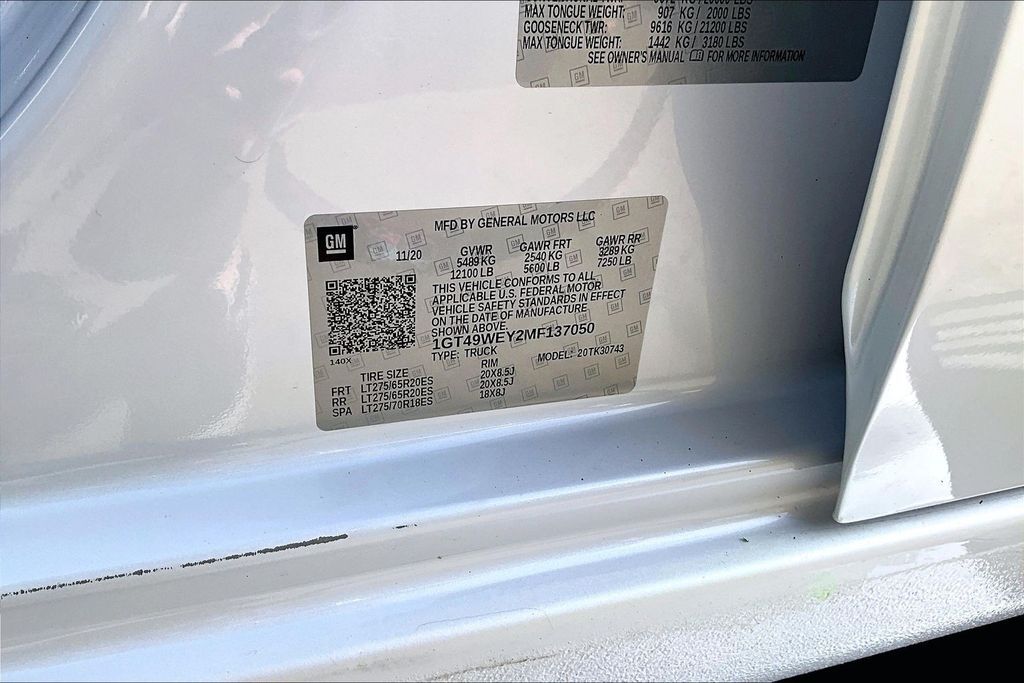 MAX TONGUE WEIGHT: 907 KG / 2000 LBS
GOOSENECK TWR: 9616 KG / 21200 LBS
MAX TONGUE WEIGHT: 1442 KG / 3180 LBS
SEE OWNER'S MANUAL FOR MORE INFORMATION
GM
MFD BY GENERAL MOTORS LLC
11/20
GVWR GAWR FRT GAWR RR
5489 KG 2540 KG 3289 KG
12100 LB 5600 LB 7250 LB
THIS VEHICLE CONFORMS TO ALL
APPLICABLE U.S. FEDERAL MOTOR
VEHICLE SAFETY STANDARDS IN EFFECT
ON THE DATE OF MANUFACTURE
SHOWN ABOVE.
1GT49WEY2MF137050
TYPE: TRUCK MODEL: 20TK30743
140X
TIRE SIZE RIM
FRT LT275/65R20ES 20X8.5J
RR LT275/65R20ES 20X8.5J
SPA LT275/70R18ES 18X8J